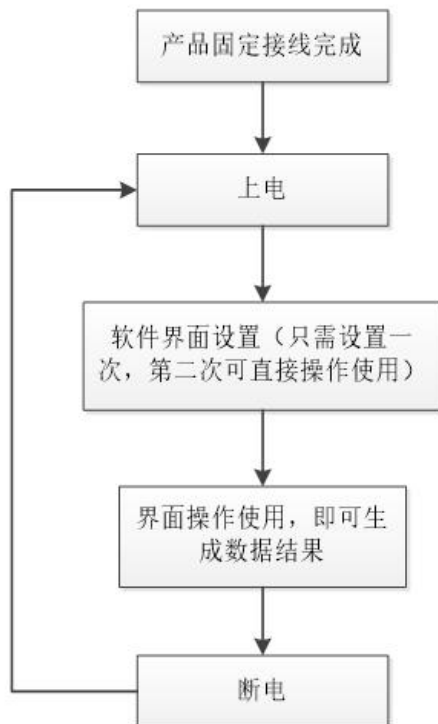 产品固定接线完成
上电
软件界面设置（只需设置一
次，第二次可直接操作使用）
界面操作使用，即可生
成数据结果
断电